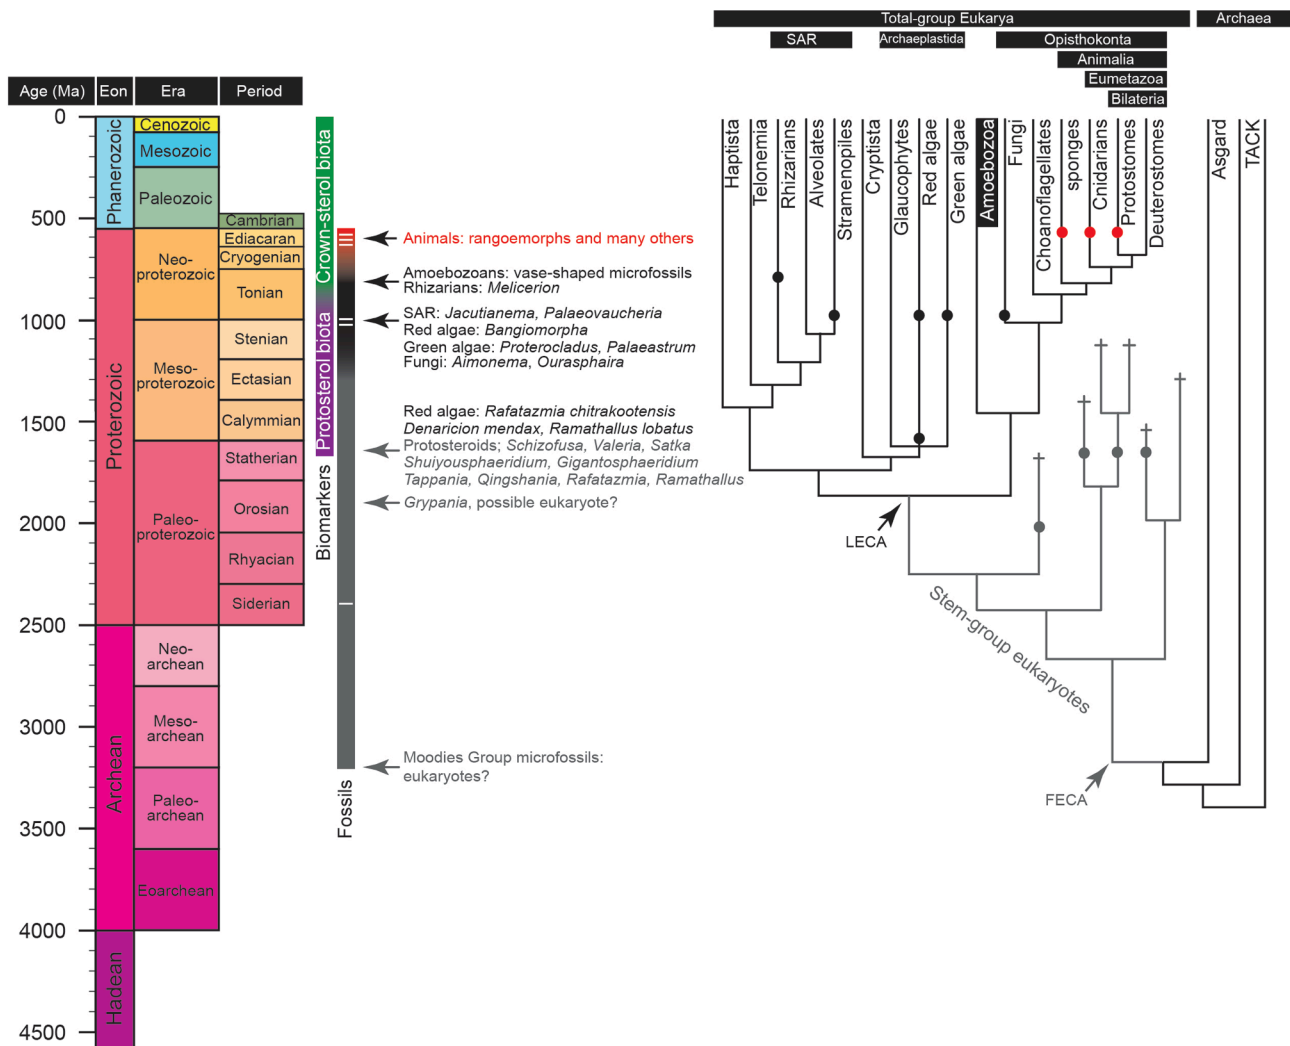 Total-group Eukarya
Archaea
SAR
Archaeplastida
Opisthokonta
Animalia
Eumetazoa
Bilateria
Age (Ma)
Eon
Era
Period
0
500
1000
1500
2000
2500
3000
3500
4000
4500
Phanerozoic
Proterozoic
Archean
Hadean
Cenozoic
Mesozoic
Paleozoic
Neo-
proterozoic
Meso-
proterozoic
Paleo-
proterozoic
Neo-
archean
Meso-
archean
Paleo-
archean
Eoarchean
Cambrian
Ediacaran
Cryogenian
Tonian
Stenian
Ectasian
Calymmian
Statherian
Orosian
Rhyacian
Siderian
Crown-sterol biota
Protosterol biota
Biomarkers
Fossils
Animals: rangoemorphs and many others
Amoebozoans: vase-shaped microfossils
Rhizarians: Melicerion
SAR: Jacutianema, Palaeovaucheria
Red algae: Bangiomorpha
Green algae: Proterocladus, Palaeastrum
Fungi: Aimonema, Ourasphaira
Red algae: Rafatazmia chitrakootensis
Denaricion mendax, Ramathallus lobatus
Protosteroids; Schizofusa, Valeria, Satka
Shuiyousphaeridium, Gigantosphaeridium
Tappania, Qingshania, Rafatazmia, Ramathallus
Grypania, possible eukaryote?
Moodies Group microfossils:
eukaryotes?
Haptista
Telonemia
Rhizarians
Alveolates
Stramenopiles
Cryptista
Glaucophytes
Red algae
Green algae
Amoebozoa
Fungi
Choanoflagellates
sponges
Cnidarians
Protostomes
Deuterostomes
Asgard
TACK
LECA
Stem-group eukaryotes
FECA